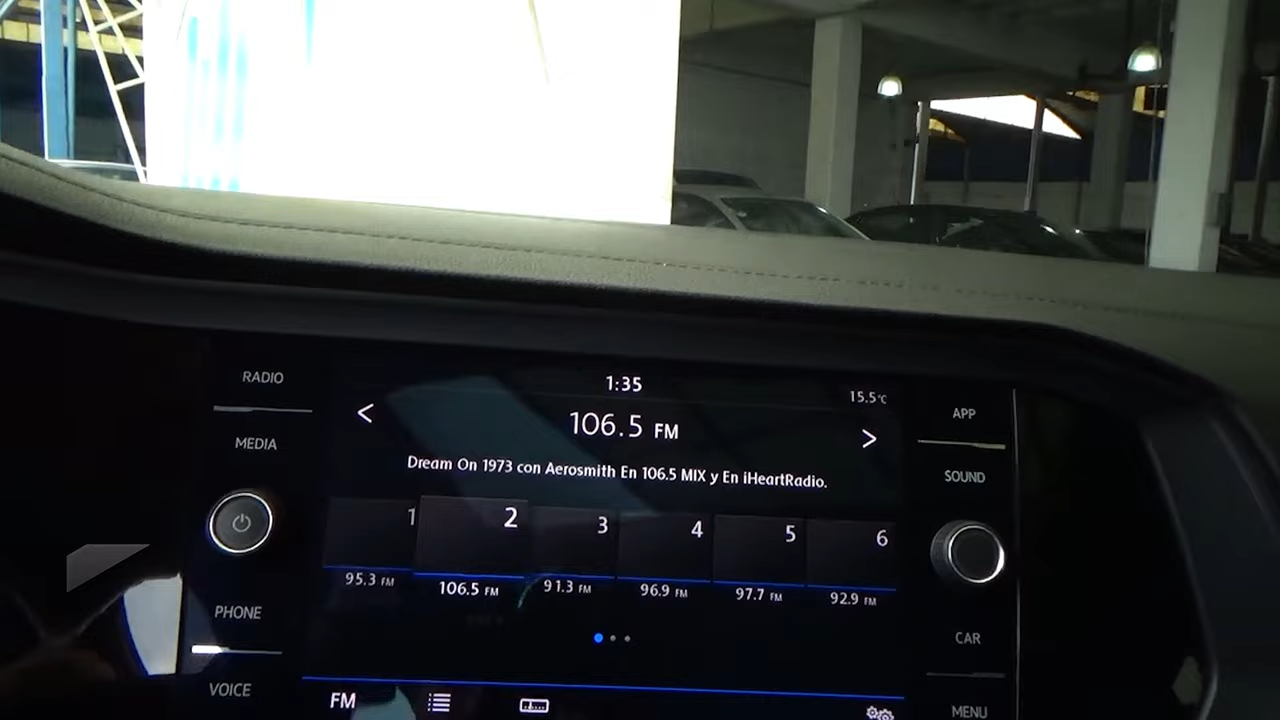 RADIO
MEDIA
PHONE
VOICE
1:35
15.5°C
< 106.5 FM >
Dream On 1973 con Aerosmith En 106.5 MIX y En iHeartRadio.
1 2 3 4 5 6
95.3 FM 106.5 FM 91.3 FM 96.9 FM 97.7 FM 92.9 FM
FM
APP
SOUND
CAR
MENU